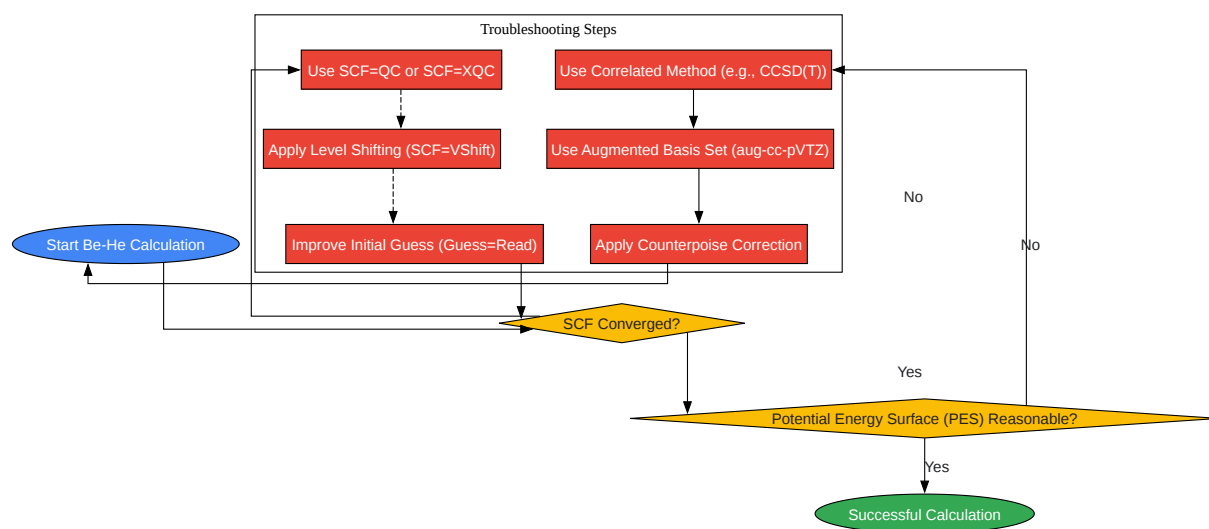 Troubleshooting Steps
Use SCF=QC or SCF=XQC
Use Correlated Method (e.g., CCSD(T))
Apply Level Shifting (SCF=VShift)
Use Augmented Basis Set (aug-cc-pVTZ)
No
Start Be-He Calculation
Improve Initial Guess (Guess=Read)
Apply Counterpoise Correction
No
SCF Converged?
Yes
Potential Energy Surface (PES) Reasonable?
Yes
Successful Calculation